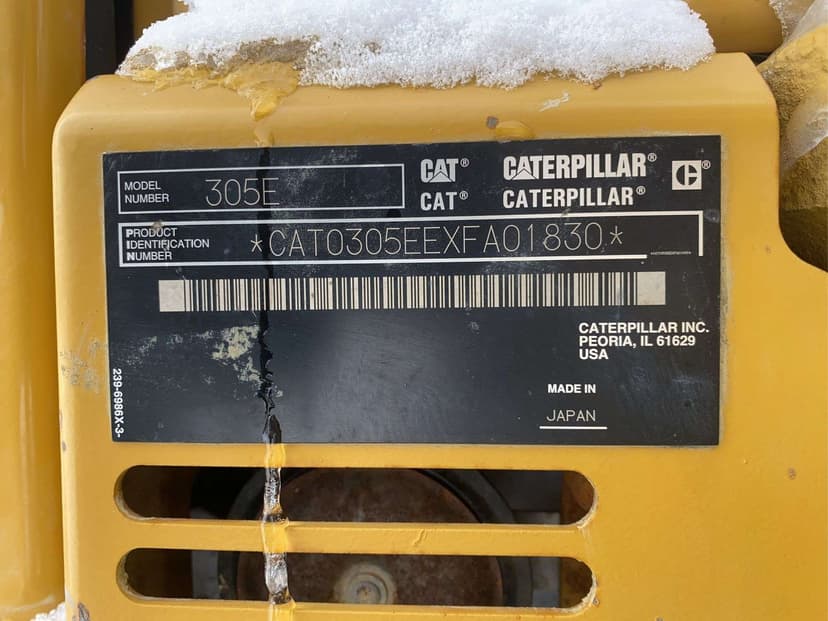 MODEL
NUMBER
305E
CAT® CATERPILLAR®
CAT® CATERPILLAR®
C®
PRODUCT
IDENTIFICATION
NUMBER
*CAT0305EEXFA01830*
CATERPILLAR INC.
PEORIA, IL 61629
USA
MADE IN
JAPAN
239-6986X-3-